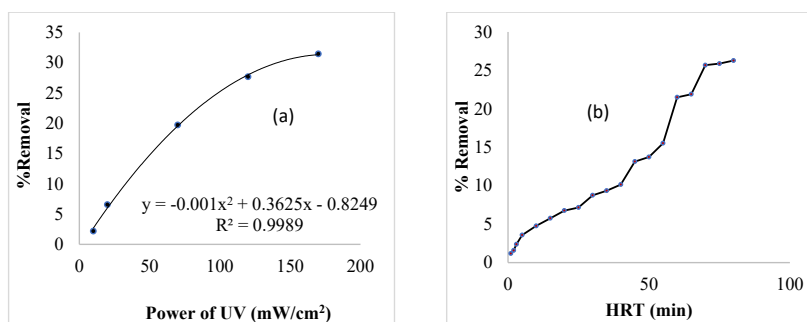 35
30
25
20
15
10
5
0
%Removal
(a)
y = -0.001x² + 0.3625x - 0.8249
R² = 0.9989
0 50 100 150 200
Power of UV (mW/cm²)
30
25
20
15
10
5
0
% Removal
(b)
0 50 100
HRT (min)